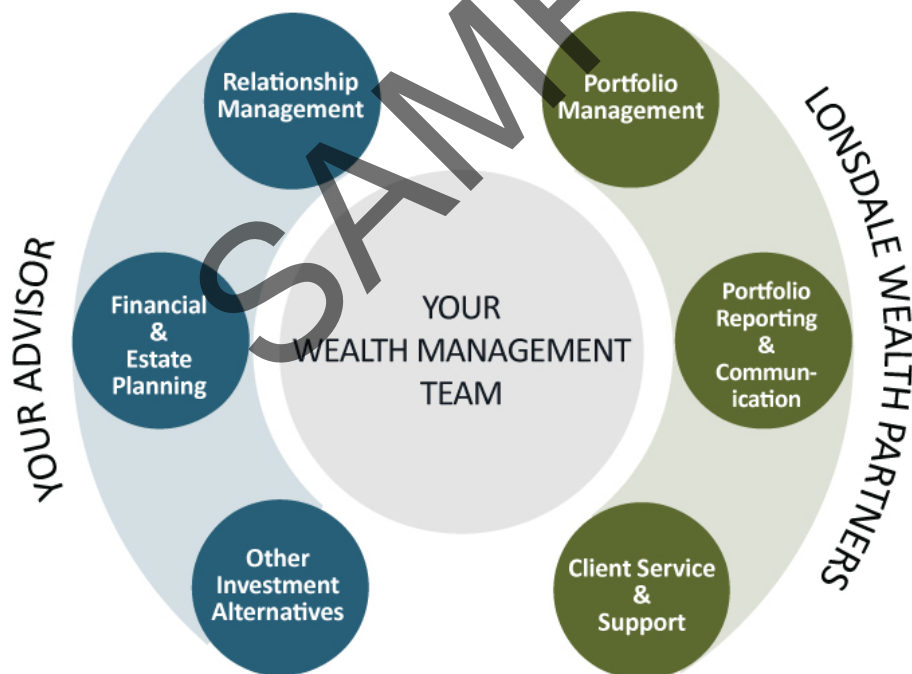 YOUR ADVISOR
Relationship
Management
Financial
&
Estate
Planning
Other
Investment
Alternatives
YOUR
WEALTH MANAGEMENT
TEAM
Portfolio
Management
Portfolio
Reporting
&
Commun-
ication
Client Service
&
Support
LONSDALE WEALTH PARTNERS